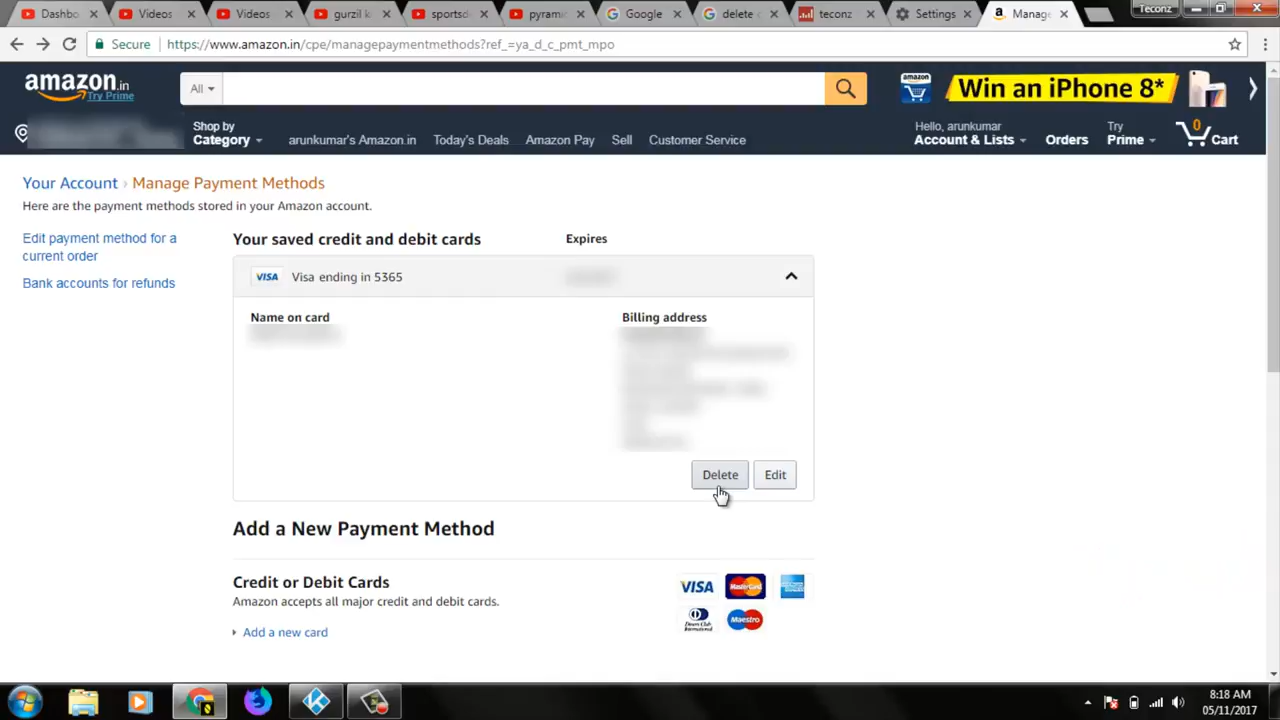 Dashbo
Videos
Videos
gurzil k
sportsd
pyrami
Google
delete
teconz
Settings
Manag
Teconz
Secure
https://www.amazon.in/cpe/managepaymentmethods?ref_=ya_d_c_pmt_mpo
amazon.in
Try Prime
All
amazon
Win an iPhone 8*
Shop by
Category
arunkumar's Amazon.in
Today's Deals
Amazon Pay
Sell
Customer Service
Hello, arunkumar
Account & Lists
Orders
Try
Prime
0
Cart
Your Account › Manage Payment Methods
Here are the payment methods stored in your Amazon account.
Edit payment method for a
current order
Bank accounts for refunds
Your saved credit and debit cards
Expires
VISA
Visa ending in 5365
Name on card
Billing address
Delete
Edit
Add a New Payment Method
Credit or Debit Cards
Amazon accepts all major credit and debit cards.
Add a new card
VISA
MasterCard
Diners Club
International
Maestro
8:18 AM
05/11/2017